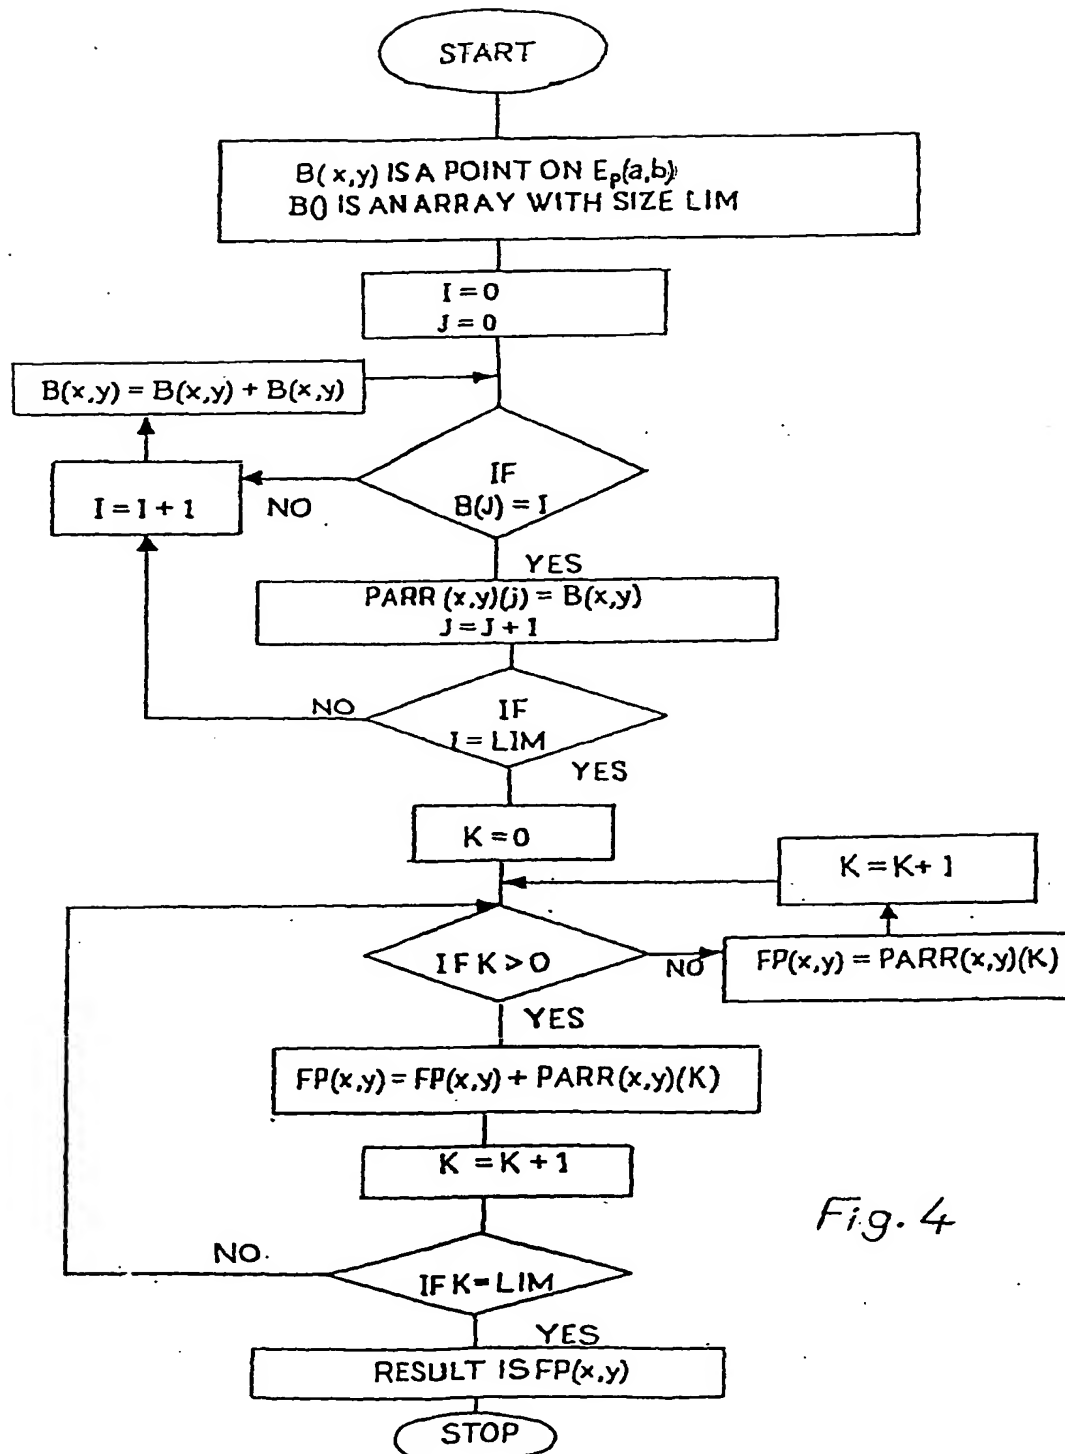 START
B(x,y) IS A POINT ON Ep(a,b)
B() IS AN ARRAY WITH SIZE LIM
I = 0
J = 0
B(x,y) = B(x,y) + B(x,y)
IF
B(J) = I
NO
I = I + 1
YES
PARR (x,y)(j) = B(x,y)
J = J + 1
NO
IF
I = LIM
YES
K = 0
K = K + 1
IF K > 0
NO
FP(x,y) = PARR(x,y)(K)
YES
FP(x,y) = FP(x,y) + PARR(x,y)(K)
K = K + 1
Fig. 4
NO.
IF K = LIM
YES
RESULT IS FP(x,y)
STOP